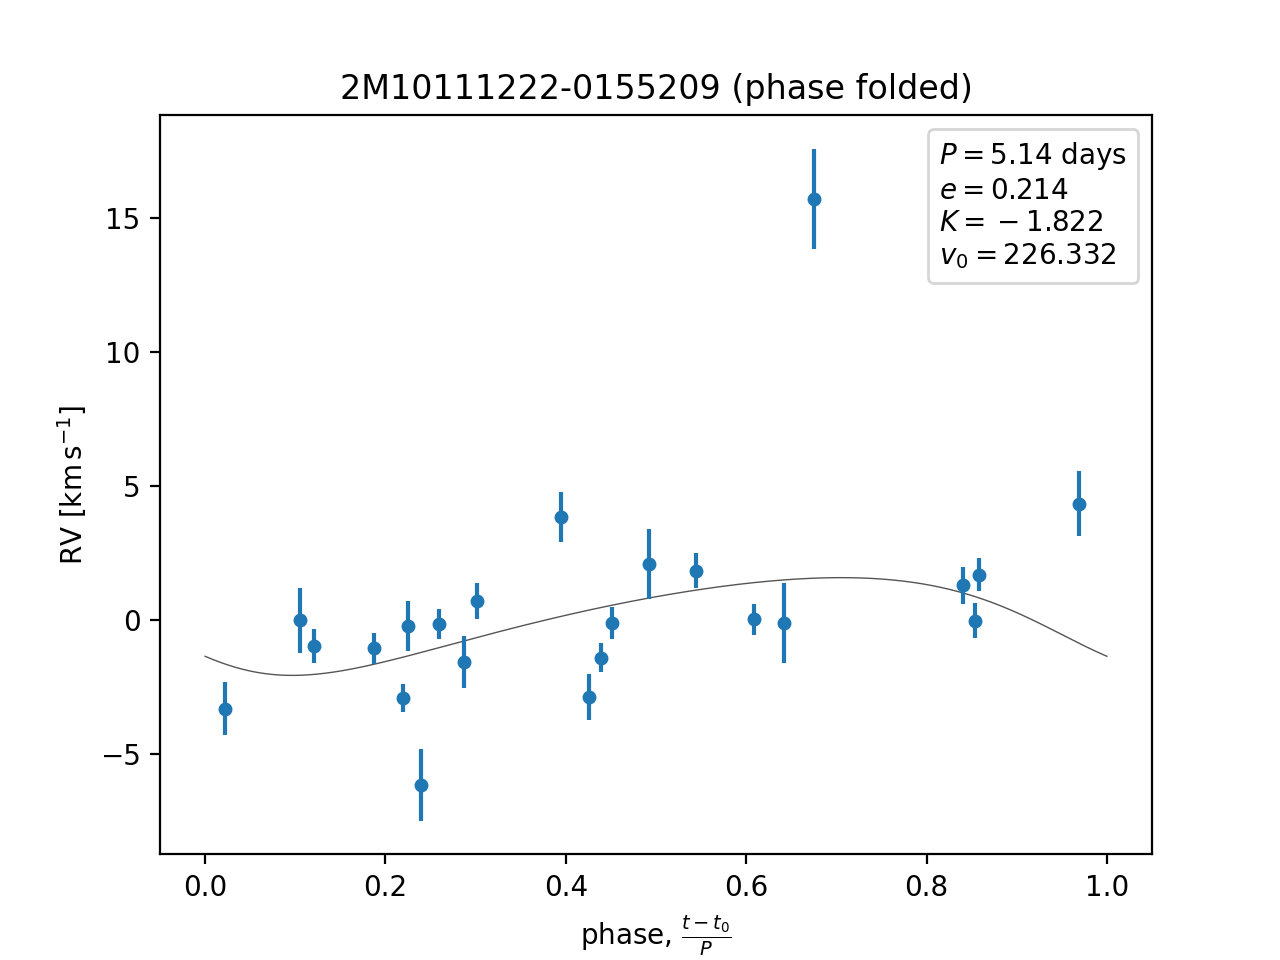 2M10111222-0155209 (phase folded)
P = 5.14 days
e = 0.214
K = −1.822
v₀ = 226.332
15
10
5
0
−5
RV [km s⁻¹]
0.0 0.2 0.4 0.6 0.8 1.0
phase, (t − t₀)/P